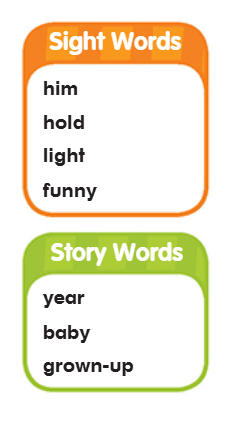 Sight Words
him
hold
light
funny
Story Words
year
baby
grown-up